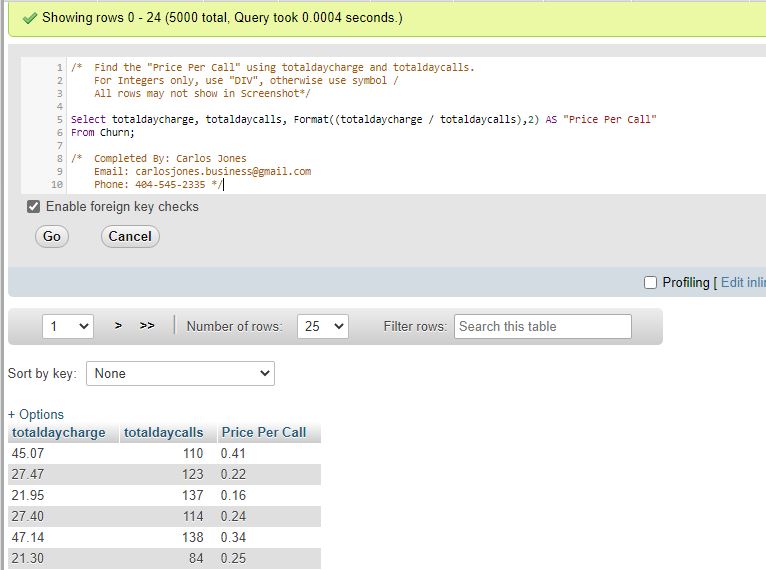 Showing rows 0 - 24 (5000 total, Query took 0.0004 seconds.)
1 /* Find the "Price Per Call" using totaldaycharge and totaldaycalls.
2 For Integers only, use "DIV", otherwise use symbol /
3 All rows may not show in Screenshot*/
4
5 Select totaldaycharge, totaldaycalls, Format((totaldaycharge / totaldaycalls),2) AS "Price Per Call"
6 From Churn;
7
8 /* Completed By: Carlos Jones
9 Email: carlosjones.business@gmail.com
10 Phone: 404-545-2335 */
Enable foreign key checks
Go Cancel
Profiling [ Edit inli
1 > >> Number of rows: 25 Filter rows: Search this table
Sort by key: None
+ Options
totaldaycharge totaldaycalls Price Per Call
45.07 110 0.41
27.47 123 0.22
21.95 137 0.16
27.40 114 0.24
47.14 138 0.34
21.30 84 0.25